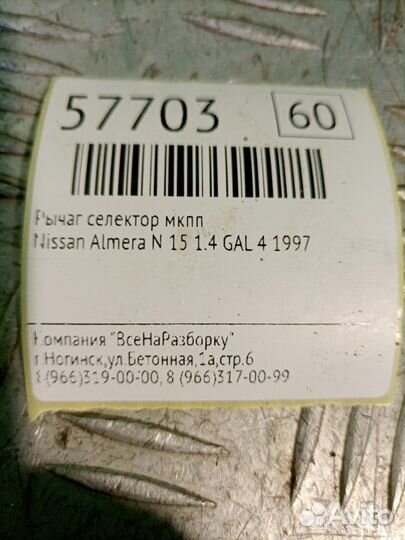 57703 60
Рычаг селектор мкпп
Nissan Almera N 15 1.4 GAL 4 1997
Компания "ВсеНаРазборку"
г.Ногинск,ул.Бетонная,1а,стр.6
8(966)319-00-00, 8 (966)317-00-99
Avito